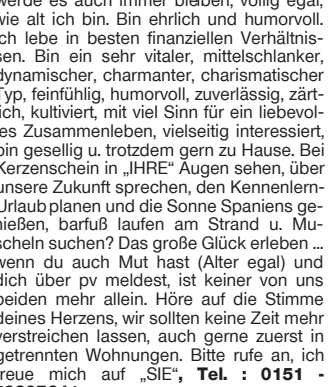 werde es auch immer bleiben, völlig egal,
wie alt ich bin. Bin ehrlich und humorvoll.
Ich lebe in besten finanziellen Verhältnis-
sen. Bin ein sehr vitaler, mittelschlanker,
dynamischer, charmanter, charismatischer
Typ, feinfühlig, humorvoll, zuverlässig, zärt-
lich, kultiviert, mit viel Sinn für ein liebevol-
les Zusammenleben, vielseitig interessiert,
bin gesellig u. trotzdem gern zu Hause. Bei
Kerzenschein in „IHRE“ Augen sehen, über
unsere Zukunft sprechen, den Kennenlern-
Urlaub planen und die Sonne Spaniens ge-
nießen, barfuß laufen am Strand u. Mu-
scheln suchen? Das große Glück erleben ...
wenn du auch Mut hast (Alter egal) und
dich über pv meldest, ist keiner von uns
beiden mehr allein. Höre auf die Stimme
deines Herzens, wir sollten keine Zeit mehr
verstreichen lassen, auch gerne zuerst in
getrennten Wohnungen. Bitte rufe an, ich
freue mich auf „SIE“, Tel. : 0151 -